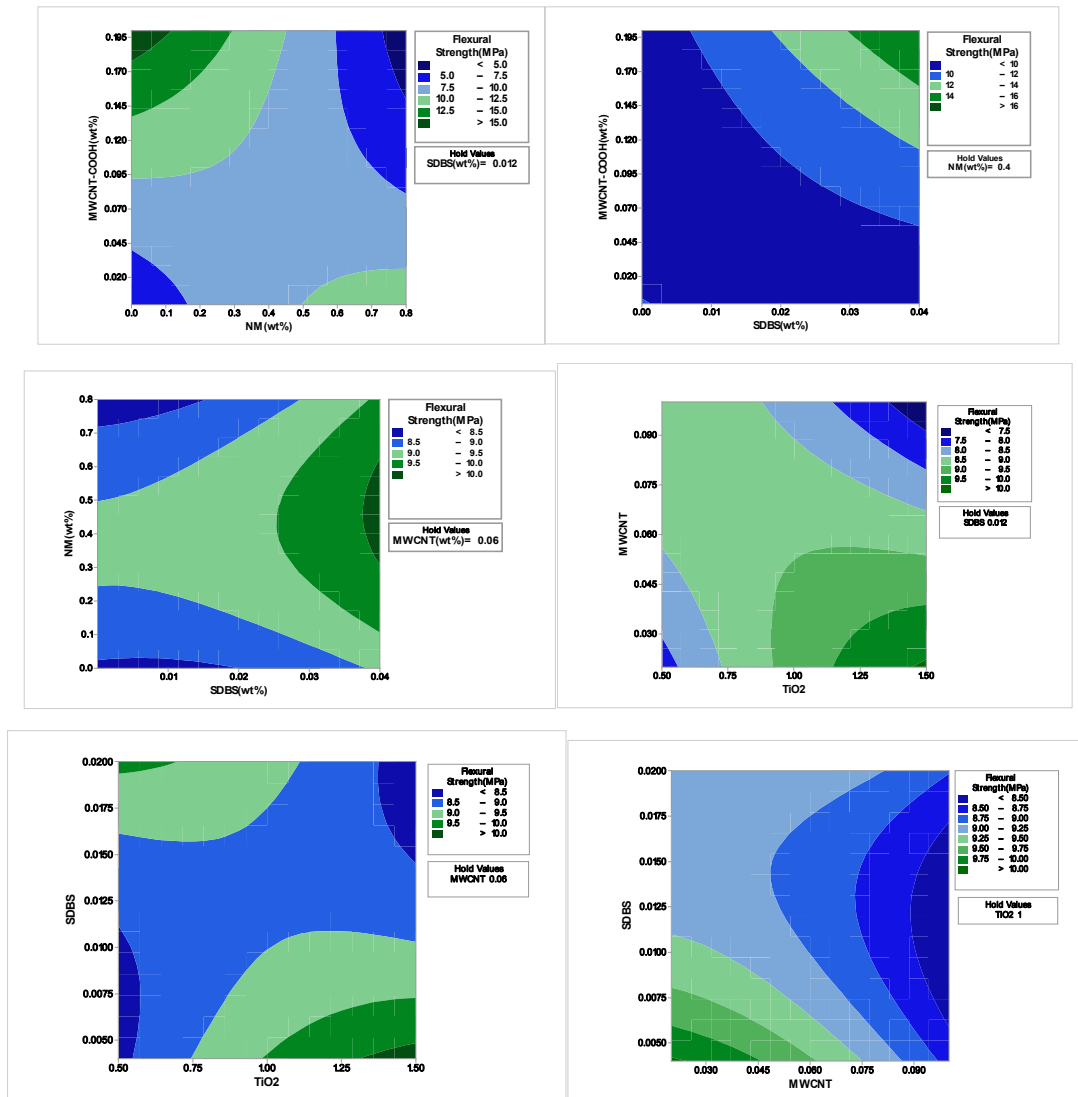 Flexural
Strength(MPa)
< 5.0
5.0 – 7.5
7.5 – 10.0
10.0 – 12.5
12.5 – 15.0
> 15.0
Hold Values
SDBS(wt%)= 0.012
MWCNT-COOH(wt%)
0.195
0.170
0.145
0.120
0.095
0.070
0.045
0.020
0.0 0.1 0.2 0.3 0.4 0.5 0.6 0.7 0.8
NM(wt%)
Flexural
Strength(MPa)
< 10
10 – 12
12 – 14
14 – 16
> 16
Hold Values
NM(wt%)= 0.4
MWCNT-COOH(wt%)
0.195
0.170
0.145
0.120
0.095
0.070
0.045
0.020
0.00 0.01 0.02 0.03 0.04
SDBS(wt%)
Flexural
Strength(MPa)
< 8.5
8.5 – 9.0
9.0 – 9.5
9.5 – 10.0
> 10.0
Hold Values
MWCNT(wt%)= 0.06
NM(wt%)
0.8
0.7
0.6
0.5
0.4
0.3
0.2
0.1
0.0
0.01 0.02 0.03 0.04
SDBS(wt%)
Flexural
Strength(MPa)
< 7.5
7.5 – 8.0
8.0 – 8.5
8.5 – 9.0
9.0 – 9.5
9.5 – 10.0
> 10.0
Hold Values
SDBS 0.012
MWCNT
0.090
0.075
0.060
0.045
0.030
0.50 0.75 1.00 1.25 1.50
TiO2
Flexural
Strength(MPa)
< 8.5
8.5 – 9.0
9.0 – 9.5
9.5 – 10.0
> 10.0
Hold Values
MWCNT 0.06
SDBS
0.0200
0.0175
0.0150
0.0125
0.0100
0.0075
0.0050
0.50 0.75 1.00 1.25 1.50
TiO2
Flexural
Strength(MPa)
< 8.50
8.50 – 8.75
8.75 – 9.00
9.00 – 9.25
9.25 – 9.50
9.50 – 9.75
9.75 – 10.00
> 10.00
Hold Values
TiO2 1
SDBS
0.0200
0.0175
0.0150
0.0125
0.0100
0.0075
0.0050
0.030 0.045 0.060 0.075 0.090
MWCNT